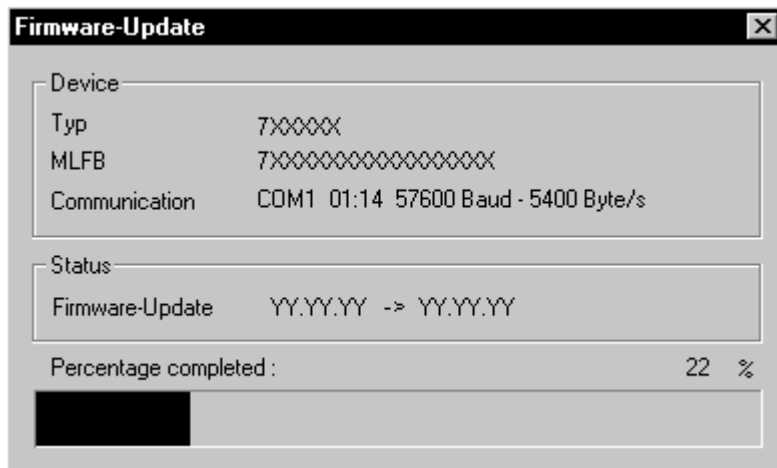 Firmware-Update
Device
Typ 7XXXXX
MLFB 7XXXXXXXXXXXXXXX
Communication COM1 01:14 57600 Baud - 5400 Byte/s
Status
Firmware-Update YY.YY.YY -> YY.YY.YY
Percentage completed : 22 %